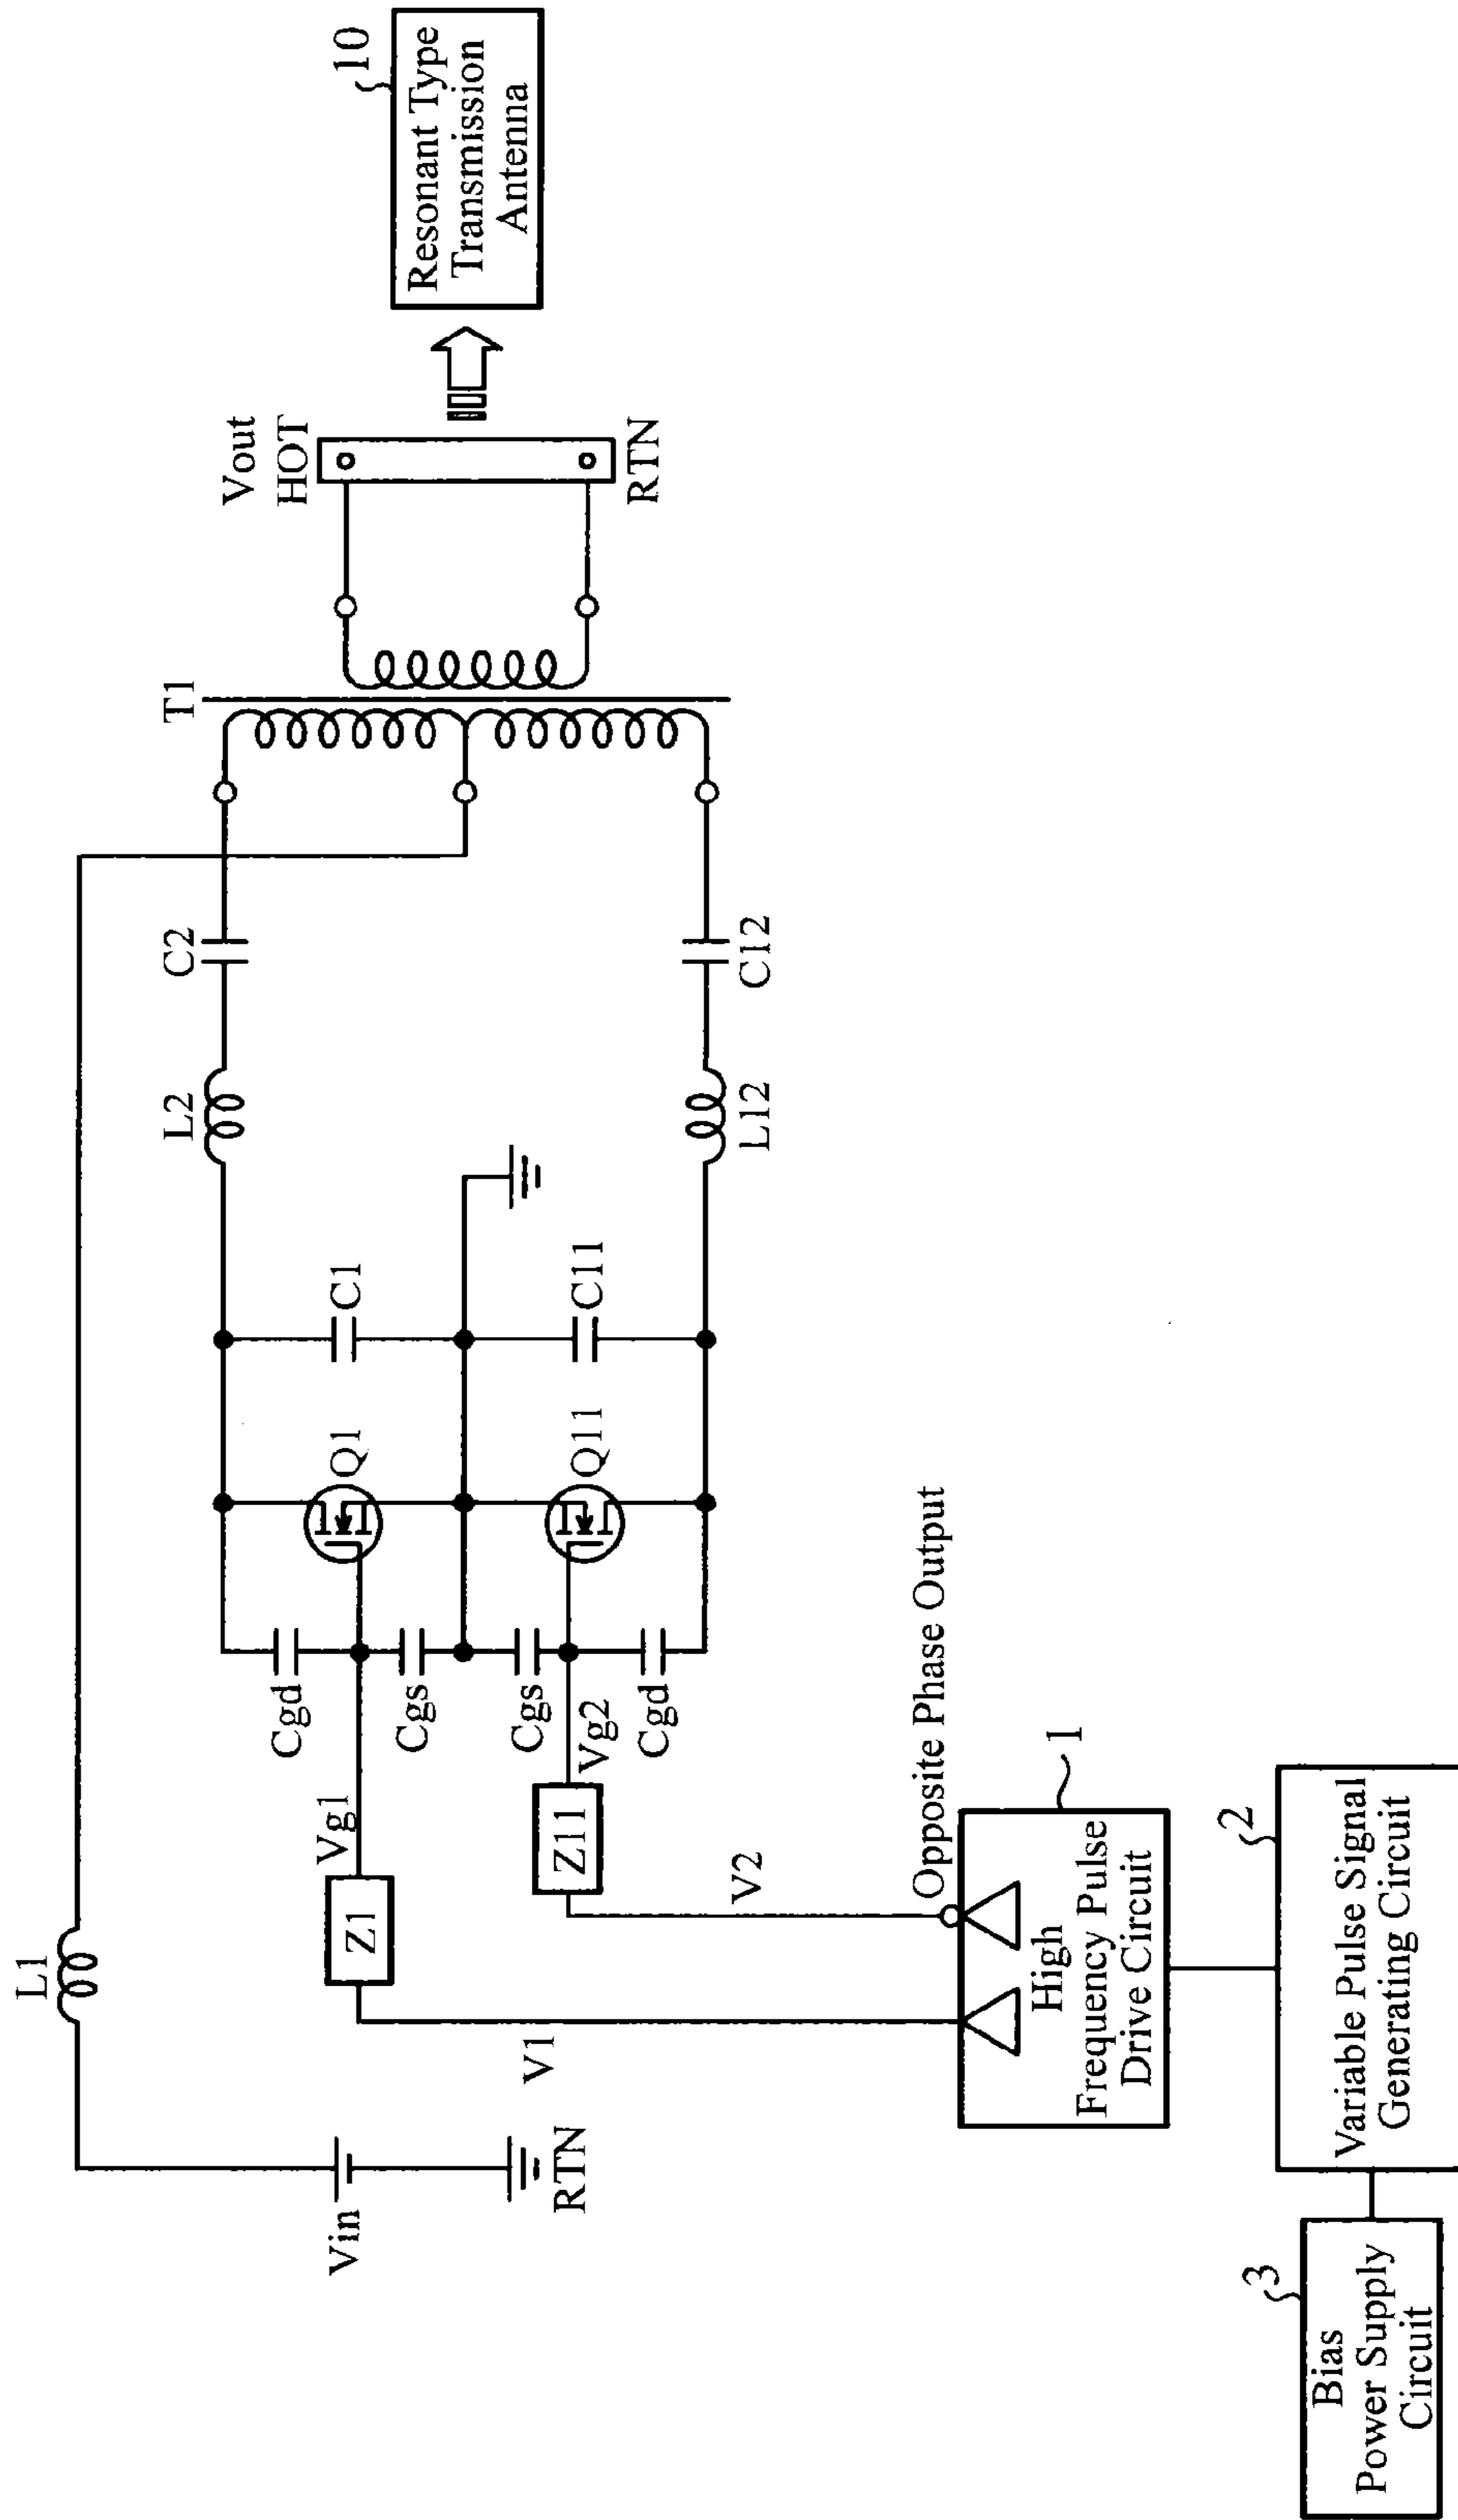 L1
Vin
RTN
V1
Z1
Vg1
Cgd
Cgs
Cgs
Vg2
Cgd
Z11
V2
Q1
Q11
C1
C11
L2
L12
C2
C12
T1
Vout
HOT
RTN
10
Resonant Type
Transmission
Antenna
Opposite Phase Output
1
High
Frequency Pulse
Drive Circuit
2
Variable Pulse Signal
Generating Circuit
3
Bias
Power Supply
Circuit